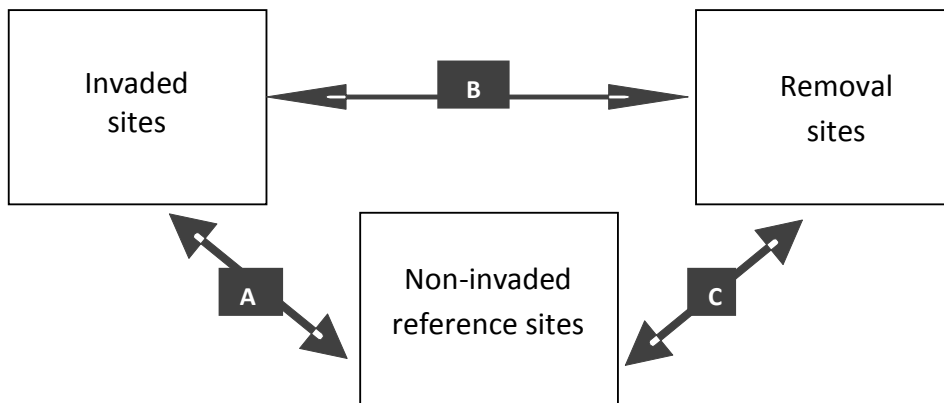 Invaded
sites
B
Removal
sites
A
Non-invaded
reference sites
C